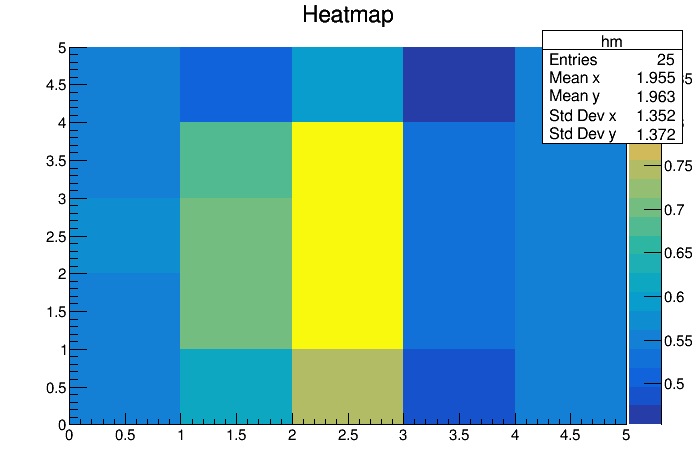 Heatmap
hm
Entries 25
Mean x 1.955
Mean y 1.963
Std Dev x 1.352
Std Dev y 1.372
5
4.5
4
3.5
3
2.5
2
1.5
1
0.5
0
0 0.5 1 1.5 2 2.5 3 3.5 4 4.5 5
0.75
0.7
0.65
0.6
0.55
0.5